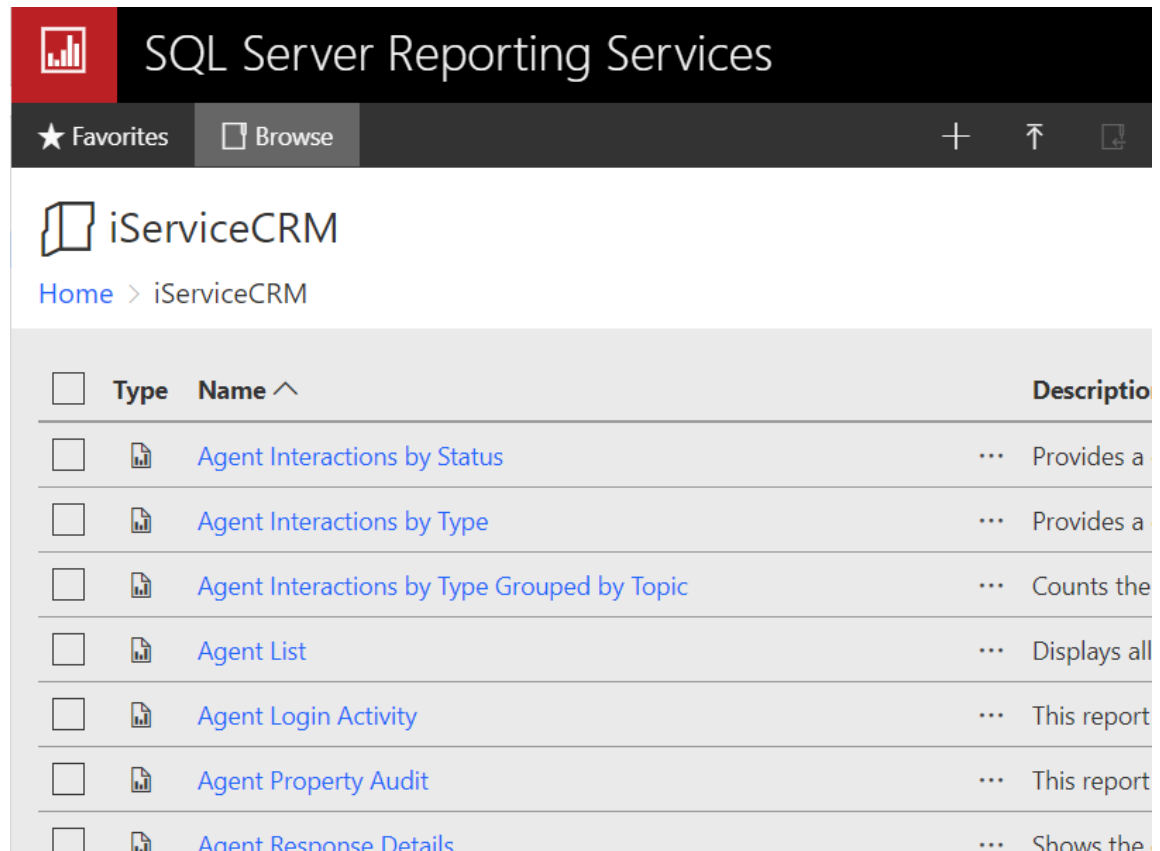 SQL Server Reporting Services
Favorites Browse
iServiceCRM
Home > iServiceCRM
Type Name Descriptio
Agent Interactions by Status ··· Provides a
Agent Interactions by Type ··· Provides a
Agent Interactions by Type Grouped by Topic ··· Counts the
Agent List ··· Displays all
Agent Login Activity ··· This report
Agent Property Audit ··· This report
Agent Response Details ··· Shows the